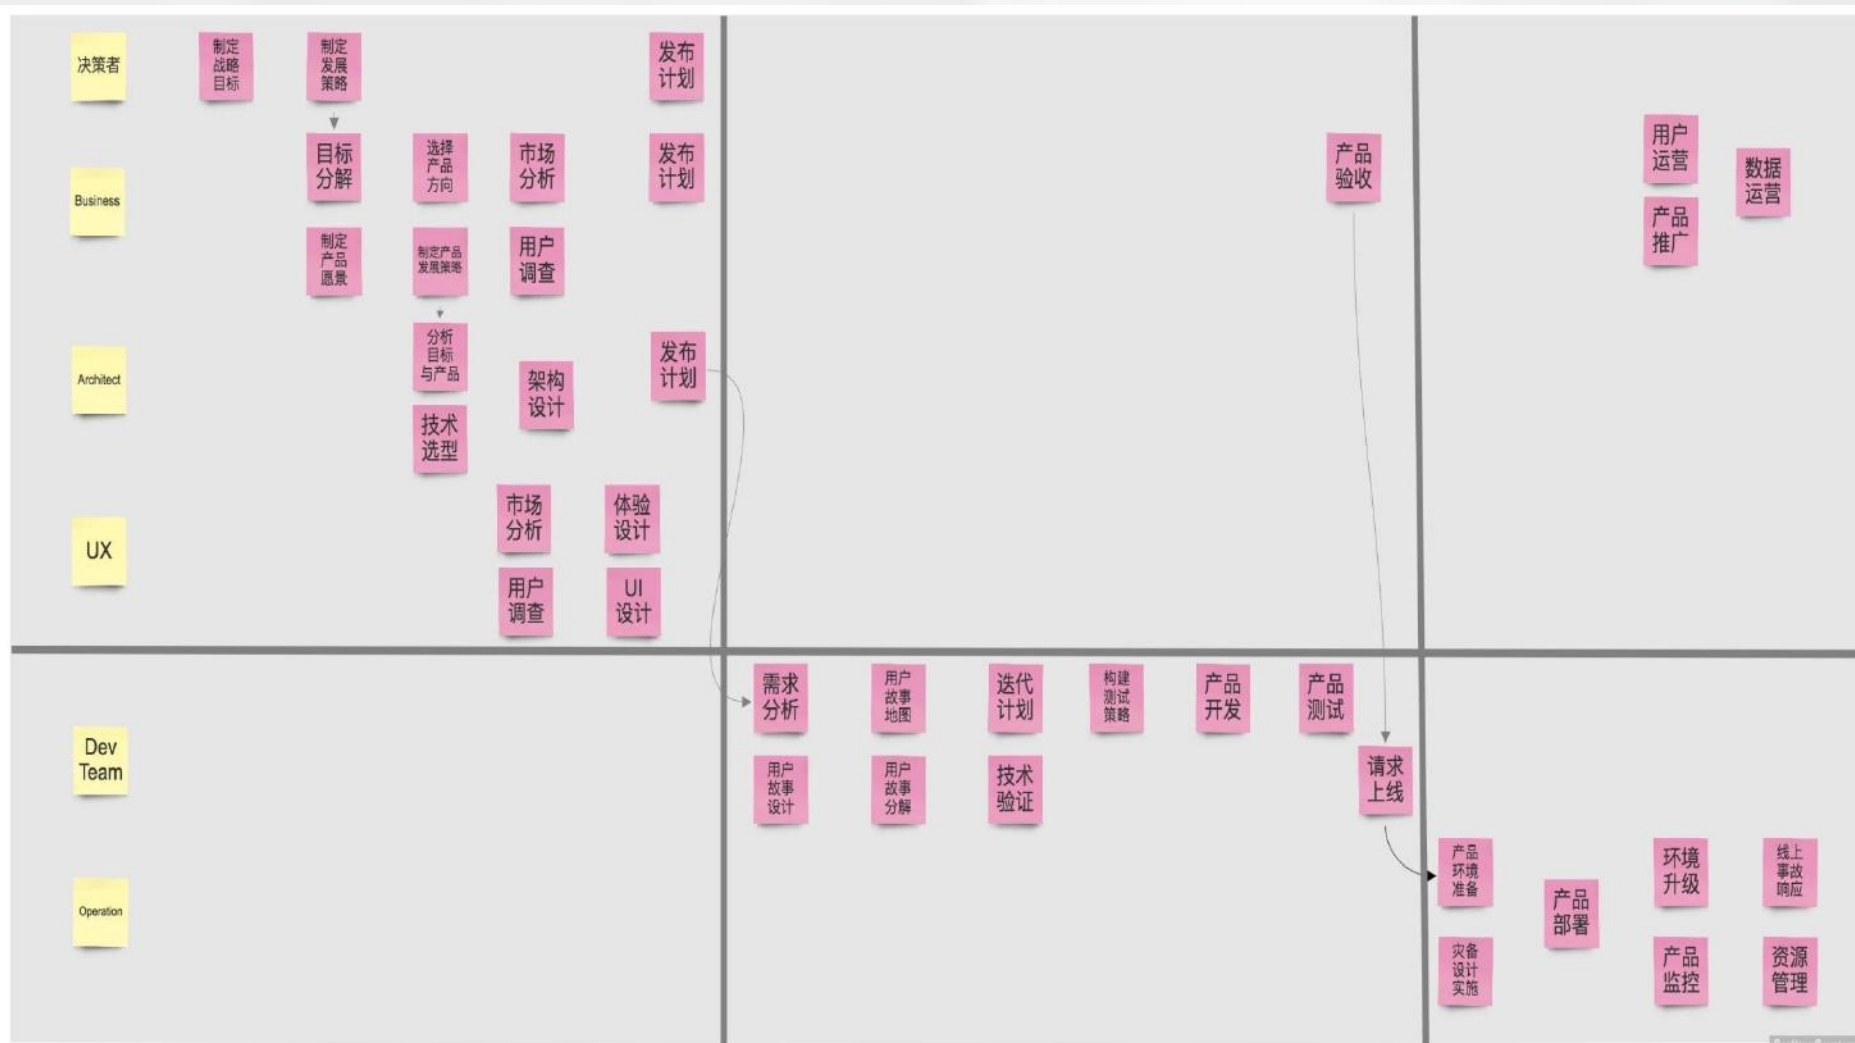 决策者
制定
战略
目标
制定
发展
策略
发布
计划
Business
目标
分解
选择
产品
方向
市场
分析
发布
计划
产品
验收
用户
运营
数据
运营
制定
产品
愿景
制定产品
发展策略
用户
调查
产品
推广
Architect
分析
目标
与产品
架构
设计
发布
计划
技术
选型
UX
市场
分析
体验
设计
用户
调查
UI
设计
Dev
Team
需求
分析
用户
故事
地图
迭代
计划
构建
测试
策略
产品
开发
产品
测试
用户
故事
设计
用户
故事
分解
技术
验证
请求
上线
Operation
产品
环境
准备
产品
部署
环境
升级
线上
事故
响应
灾备
设计
实施
产品
监控
资源
管理